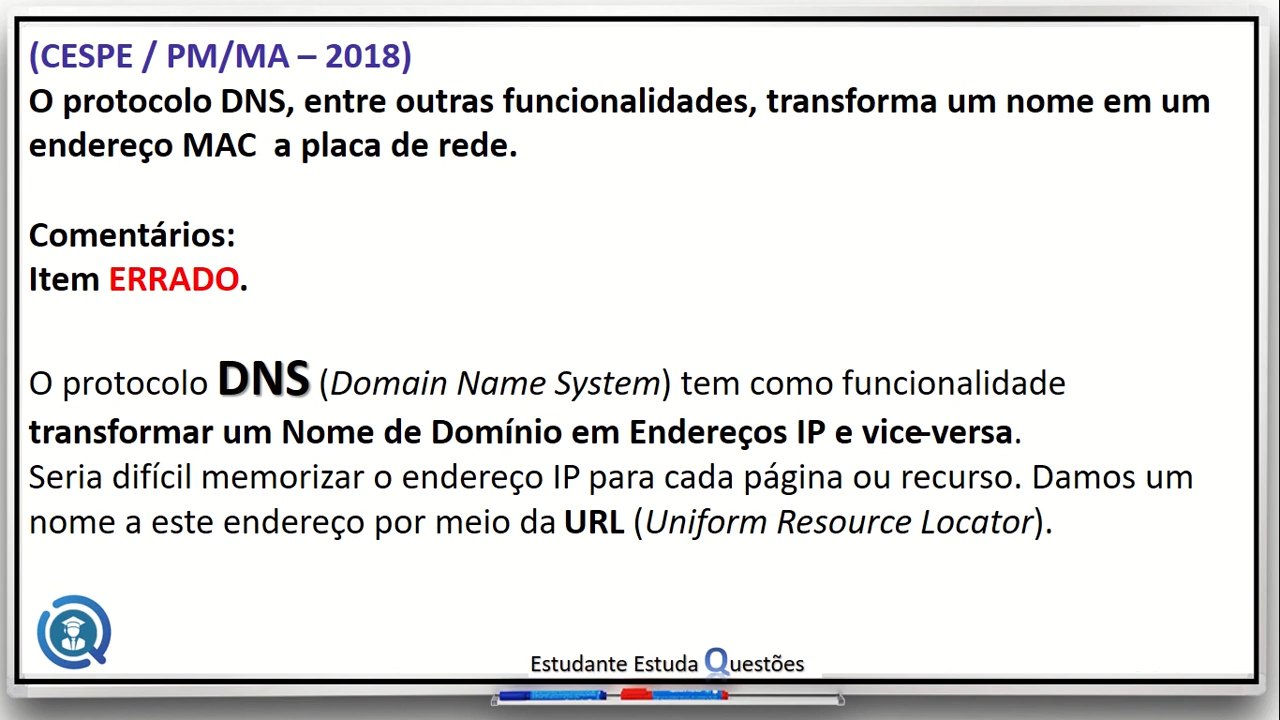 (CESPE / PM/MA – 2018)
O protocolo DNS, entre outras funcionalidades, transforma um nome em um
endereço MAC a placa de rede.
Comentários:
Item ERRADO.
O protocolo DNS (Domain Name System) tem como funcionalidade
transformar um Nome de Domínio em Endereços IP e vice-versa.
Seria difícil memorizar o endereço IP para cada página ou recurso. Damos um
nome a este endereço por meio da URL (Uniform Resource Locator).
Estudante Estuda Questões